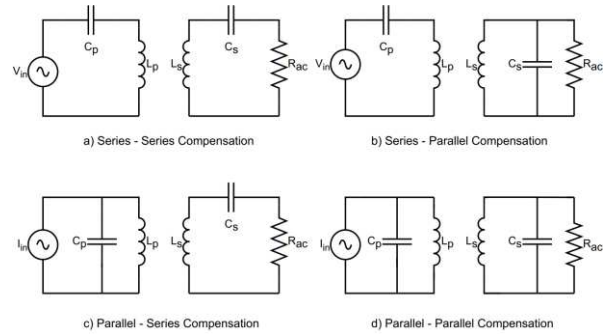 Cp
Cs
Vin
Lp
Ls
Rac
a) Series - Series Compensation
Cp
Vin
Lp
Ls
Cs
Rac
b) Series - Parallel Compensation
Cs
Iin
Cp
Lp
Ls
Rac
c) Parallel - Series Compensation
Iin
Cp
Lp
Ls
Cs
Rac
d) Parallel - Parallel Compensation